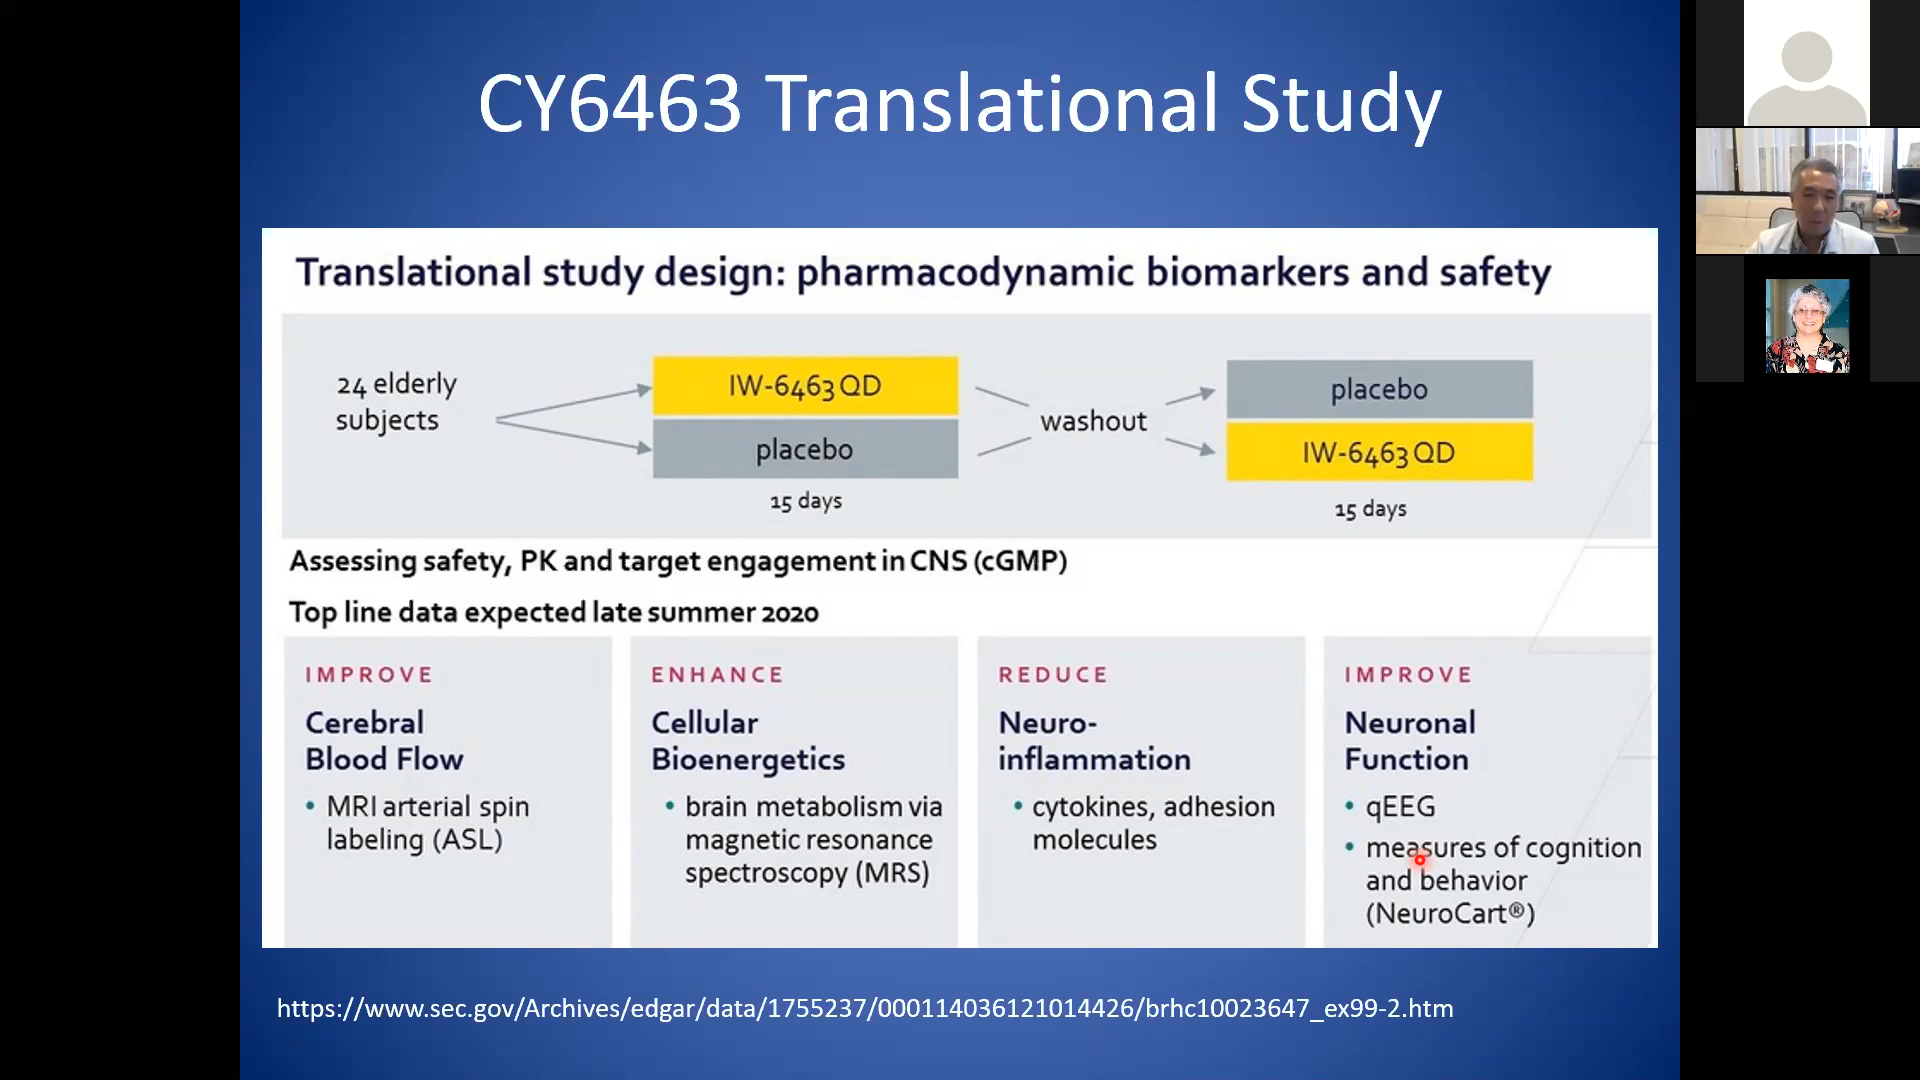 CY6463 Translational Study
Translational study design: pharmacodynamic biomarkers and safety
24 elderly
subjects
IW-6463 QD
placebo
15 days
washout
placebo
IW-6463 QD
15 days
Assessing safety, PK and target engagement in CNS (cGMP)
Top line data expected late summer 2020
IMPROVE
Cerebral
Blood Flow
• MRI arterial spin
labeling (ASL)
ENHANCE
Cellular
Bioenergetics
• brain metabolism via
magnetic resonance
spectroscopy (MRS)
REDUCE
Neuro-
inflammation
• cytokines, adhesion
molecules
IMPROVE
Neuronal
Function
• qEEG
• measures of cognition
and behavior
(NeuroCart®)
https://www.sec.gov/Archives/edgar/data/1755237/000114036121014426/brhc10023647_ex99-2.htm